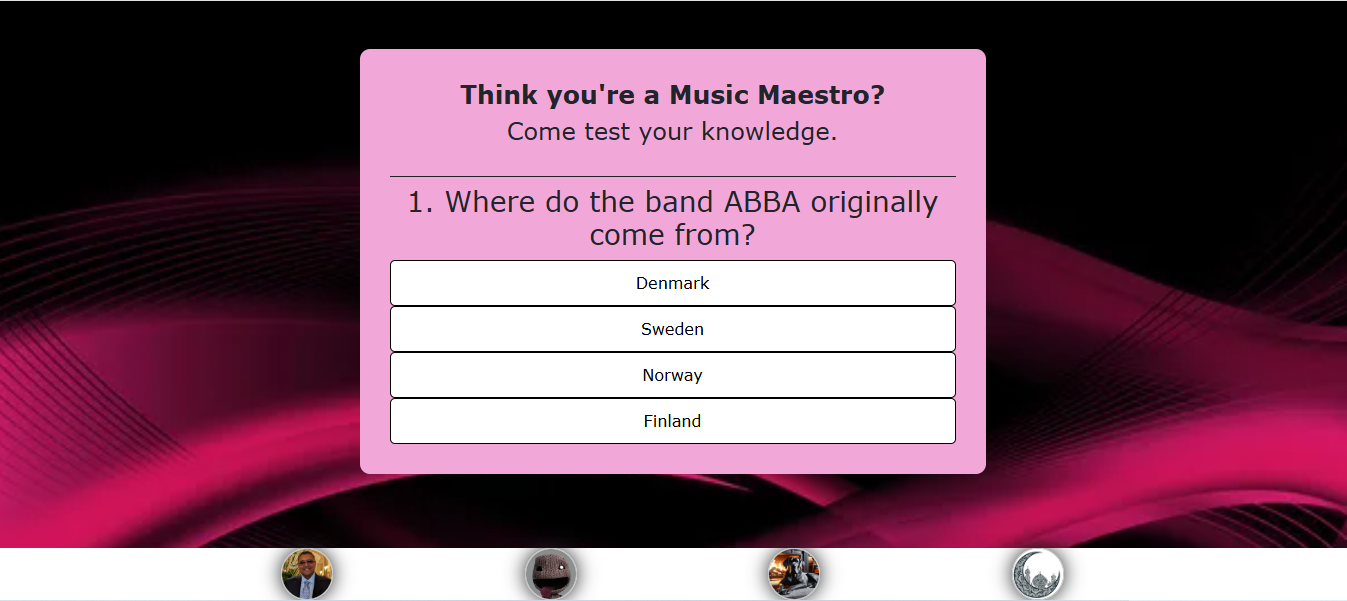 Think you're a Music Maestro?
Come test your knowledge.
1. Where do the band ABBA originally
come from?
Denmark
Sweden
Norway
Finland